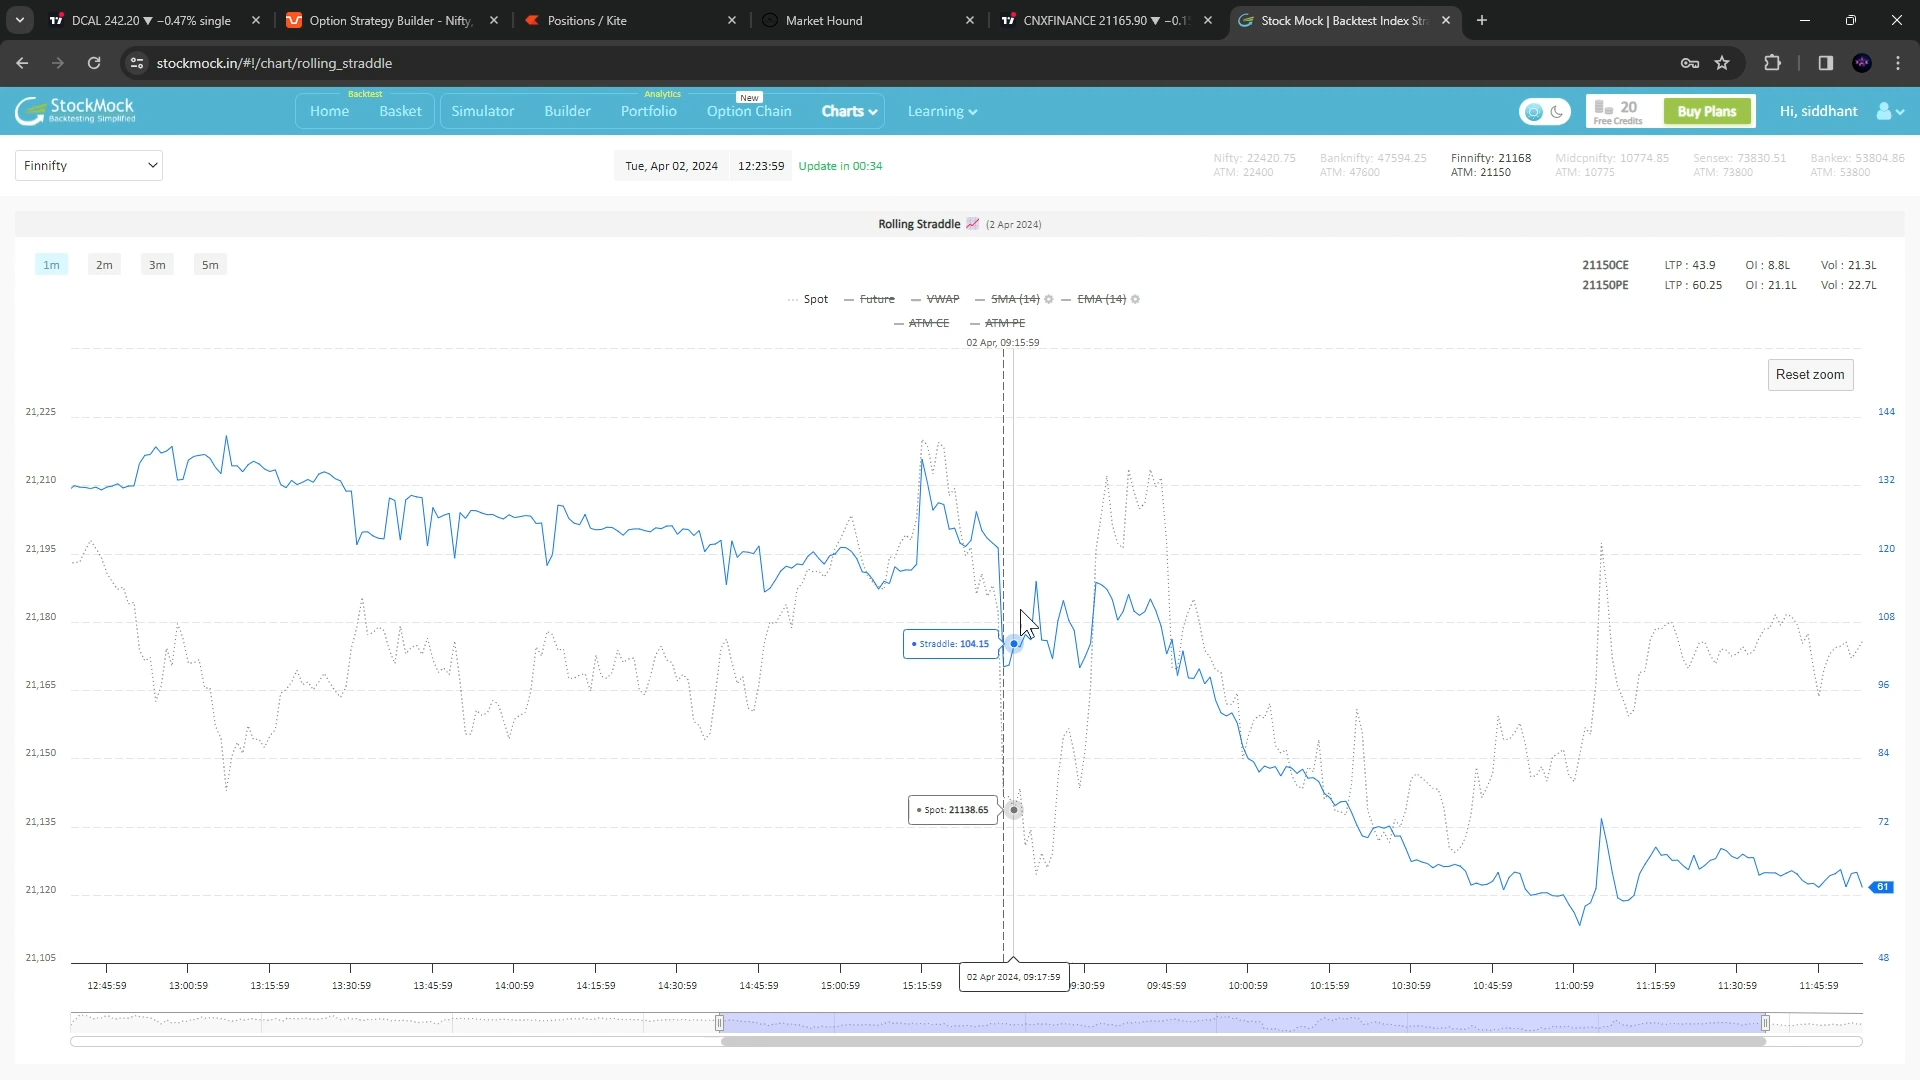 DCAL 242.20 ▼ −0.47% single
Option Strategy Builder - Nifty,
Positions / Kite
Market Hound
CNXFINANCE 21165.90 ▼ −0.1
Stock Mock | Backtest Index Str
stockmock.in/#!/chart/rolling_straddle
StockMock
Backtesting Simplified
Backtest
Home Basket
Analytics
Simulator Builder Portfolio
New
Option Chain
Charts
Learning
20
Free Credits
Buy Plans
Hi, siddhant
Finnifty
Tue, Apr 02, 2024 12:23:59 Update in 00:34
Nifty: 22420.75
ATM: 22400
Banknifty: 47594.25
ATM: 47600
Finnifty: 21168
ATM: 21150
Midcpnifty: 10774.85
ATM: 10775
Sensex: 73830.51
ATM: 73800
Bankex: 53804.86
ATM: 53800
Rolling Straddle (2 Apr 2024)
1m 2m 3m 5m
21150CE LTP : 43.9 OI : 8.8L Vol : 21.3L
21150PE LTP : 60.25 OI : 21.1L Vol : 22.7L
Spot Future VWAP SMA (14) EMA (14)
ATM CE ATM PE
02 Apr, 09:15:59
Reset zoom
21,225 144
21,210 132
21,195 120
21,180 108
Straddle: 104.15
21,165 96
21,150 84
Spot: 21138.65
21,135 72
21,120
61
21,105 48
02 Apr 2024, 09:17:59
12:45:59 13:00:59 13:15:59 13:30:59 13:45:59 14:00:59 14:15:59 14:30:59 14:45:59 15:00:59 15:15:59 9:30:59 09:45:59 10:00:59 10:15:59 10:30:59 10:45:59 11:00:59 11:15:59 11:30:59 11:45:59